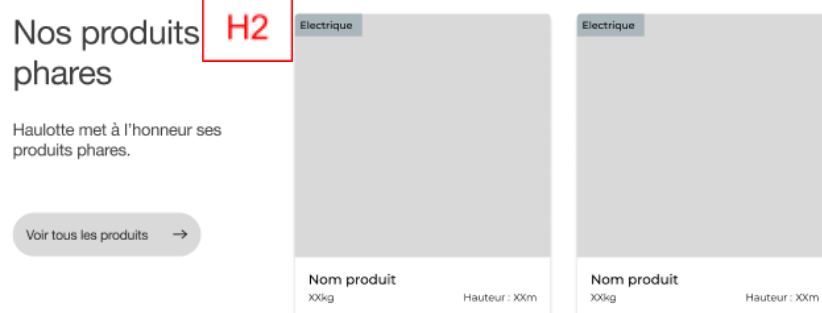 Nos produits
phares
H2
Haulotte met à l'honneur ses
produits phares.
Voir tous les produits →
Electrique
Nom produit
XXkg Hauteur : XXm
Electrique
Nom produit
XXkg Hauteur : XXm